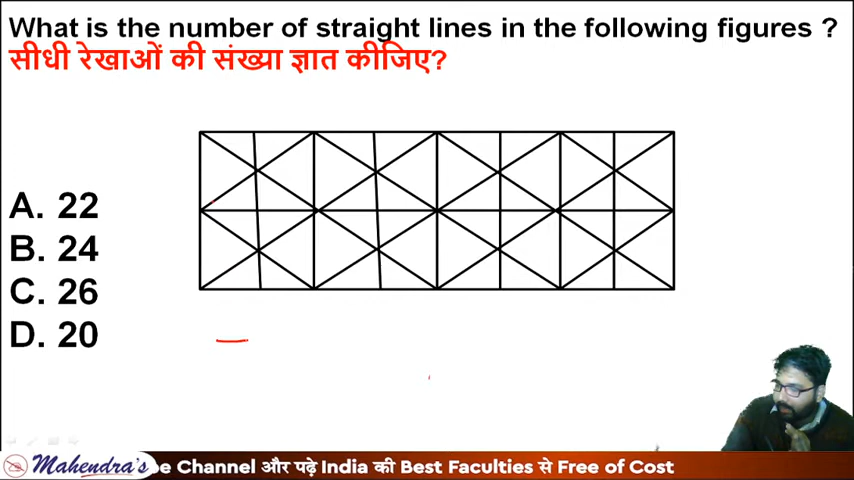 What is the number of straight lines in the following figures ?
सीधी रेखाओं की संख्या ज्ञात कीजिए?
A. 22
B. 24
C. 26
D. 20
Mahendra's
Channel और पढ़े India की Best Faculties से Free of Cost